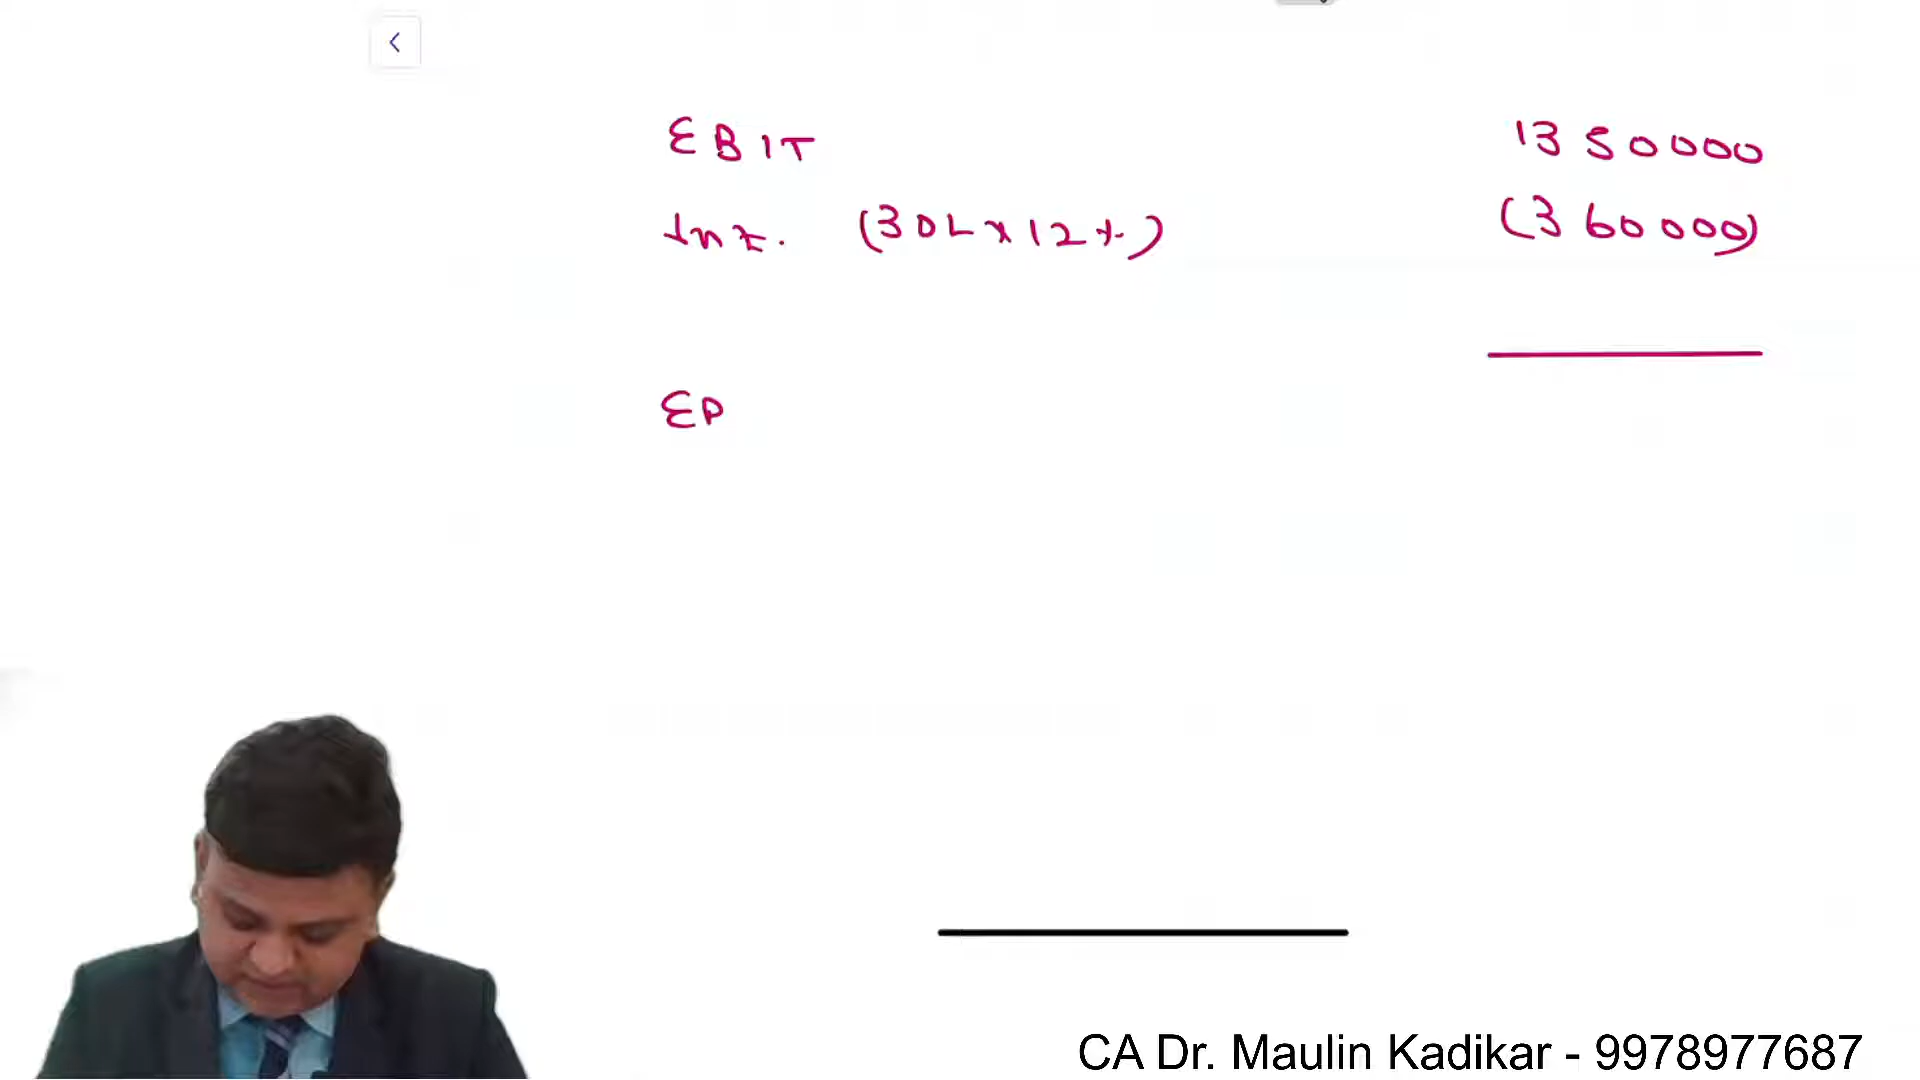 EBIT 1350000
Int. (30L x 12%) (360000)
EP
CA Dr. Maulin Kadikar - 9978977687